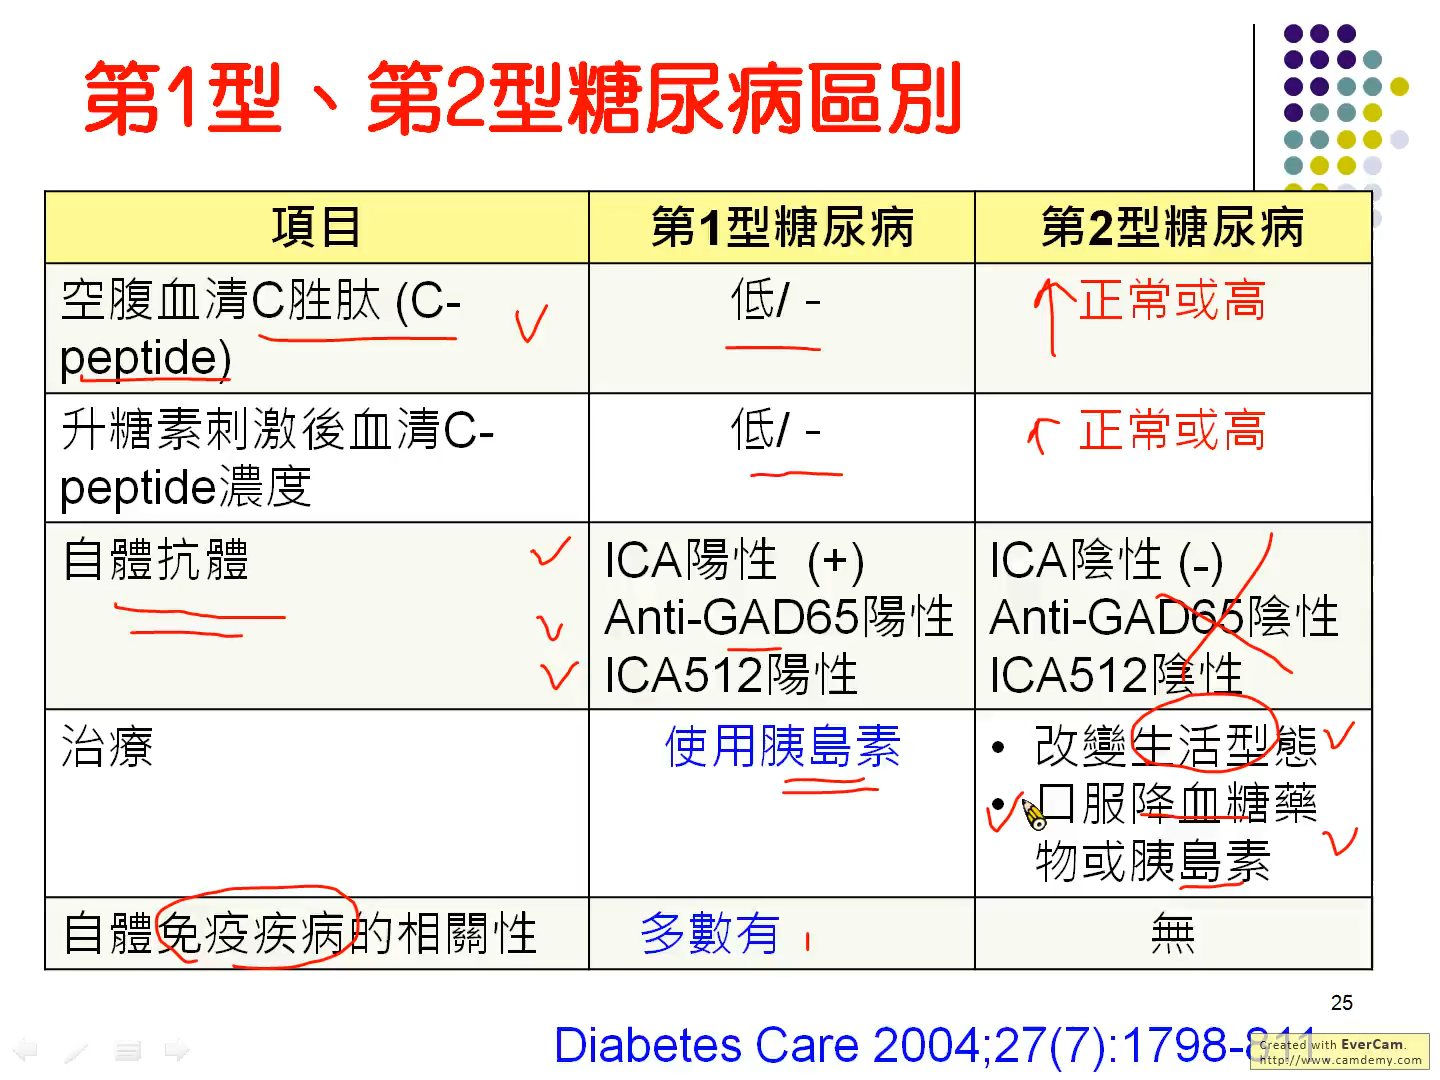 第1型、第2型糖尿病區別
項目 第1型糖尿病 第2型糖尿病
空腹血清C胜肽 (C-
peptide)
低/ -
正常或高
升糖素刺激後血清C-
peptide濃度
低/ -
正常或高
自體抗體
ICA陽性 (+)
Anti-GAD65陽性
ICA512陽性
ICA陰性 (-)
Anti-GAD65陰性
ICA512陰性
治療
使用胰島素
• 改變生活型態
• 口服降血糖藥
物或胰島素
自體免疫疾病的相關性 多數有 無
25
Diabetes Care 2004;27(7):1798-811
Created with EverCam.
http://www.camdemy.com